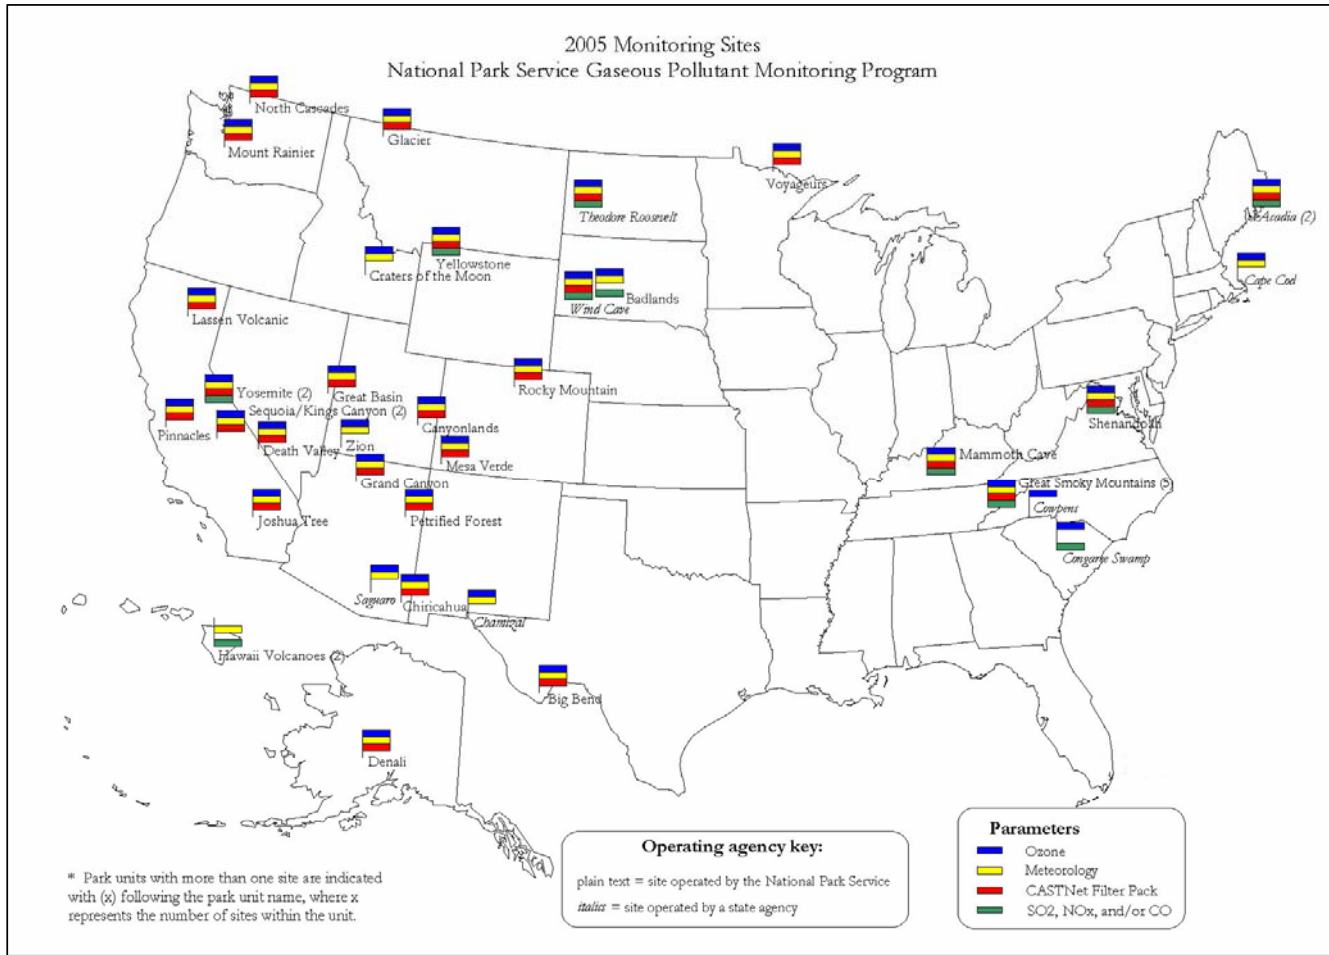 2005 Monitoring Sites
National Park Service Gaseous Pollutant Monitoring Program
North Cascades
Mount Rainier
Glacier
Voyageurs
Theodore Roosevelt
Acadia (2)
Yellowstone
Craters of the Moon
Cape Cod
Badlands
Wind Cave
Lassen Volcanic
Yosemite (2)
Great Basin
Rocky Mountain
Sequoia/Kings Canyon (2)
Pinnacles
Death Valley
Zion
Canyonlands
Mesa Verde
Shenandoah
Mammoth Cave
Grand Canyon
Great Smoky Mountains (5)
Joshua Tree
Petrified Forest
Cowpens
Congaree Swamp
Saguaro
Chiricahua
Chamizal
Hawaii Volcanoes (2)
Big Bend
Denali
Operating agency key:
plain text = site operated by the National Park Service
italics = site operated by a state agency
Parameters
Ozone
Meteorology
CASTNet Filter Pack
SO2, NOx, and/or CO
* Park units with more than one site are indicated
with (x) following the park unit name, where x
represents the number of sites within the unit.